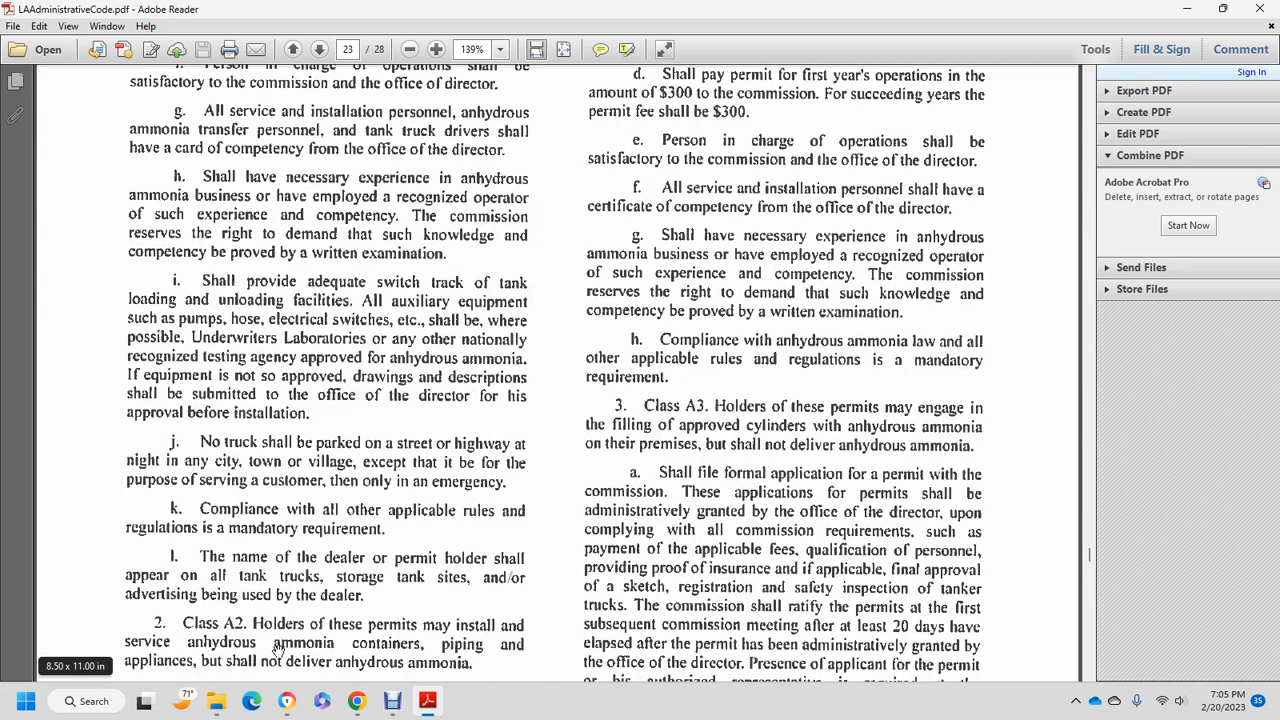 LAAdministrativeCode.pdf - Adobe Reader
File Edit View Window Help
Open 23 / 28 139% Tools Fill & Sign Comment
Sign In
Export PDF
Create PDF
Edit PDF
Combine PDF
Adobe Acrobat Pro
Delete, insert, extract, or rotate pages
Start Now
Send Files
Store Files
f. Person in charge of operations shall be
satisfactory to the commission and the office of director.
g. All service and installation personnel, anhydrous
ammonia transfer personnel, and tank truck drivers shall
have a card of competency from the office of the director.
h. Shall have necessary experience in anhydrous
ammonia business or have employed a recognized operator
of such experience and competency. The commission
reserves the right to demand that such knowledge and
competency be proved by a written examination.
i. Shall provide adequate switch track of tank
loading and unloading facilities. All auxiliary equipment
such as pumps, hose, electrical switches, etc., shall be, where
possible, Underwriters Laboratories or any other nationally
recognized testing agency approved for anhydrous ammonia.
If equipment is not so approved, drawings and descriptions
shall be submitted to the office of the director for his
approval before installation.
j. No truck shall be parked on a street or highway at
night in any city, town or village, except that it be for the
purpose of serving a customer, then only in an emergency.
k. Compliance with all other applicable rules and
regulations is a mandatory requirement.
l. The name of the dealer or permit holder shall
appear on all tank trucks, storage tank sites, and/or
advertising being used by the dealer.
2. Class A2. Holders of these permits may install and
service anhydrous ammonia containers, piping and
appliances, but shall not deliver anhydrous ammonia.
d. Shall pay permit for first year's operations in the
amount of $300 to the commission. For succeeding years the
permit fee shall be $300.
e. Person in charge of operations shall be
satisfactory to the commission and the office of the director.
f. All service and installation personnel shall have a
certificate of competency from the office of the director.
g. Shall have necessary experience in anhydrous
ammonia business or have employed a recognized operator
of such experience and competency. The commission
reserves the right to demand that such knowledge and
competency be proved by a written examination.
h. Compliance with anhydrous ammonia law and all
other applicable rules and regulations is a mandatory
requirement.
3. Class A3. Holders of these permits may engage in
the filling of approved cylinders with anhydrous ammonia
on their premises, but shall not deliver anhydrous ammonia.
a. Shall file formal application for a permit with the
commission. These applications for permits shall be
administratively granted by the office of the director, upon
complying with all commission requirements, such as
payment of the applicable fees, qualification of personnel,
providing proof of insurance and if applicable, final approval
of a sketch, registration and safety inspection of tanker
trucks. The commission shall ratify the permits at the first
subsequent commission meeting after at least 20 days have
elapsed after the permit has been administratively granted by
the office of the director. Presence of applicant for the permit
or his authorized representative is required at the
8.50 x 11.00 in
Search 71° 7:05 PM
2/20/2023 35